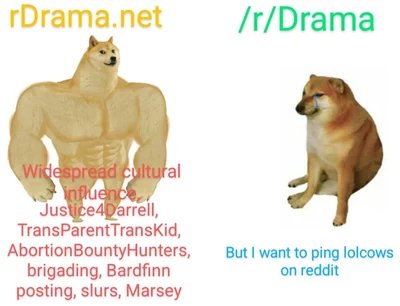 rDrama.net
/r/Drama
Widespread cultural
influence,
Justice4Darrell,
TransParentTransKid,
AbortionBountyHunters,
brigading, Bardfinn
posting, slurs, Marsey
But I want to ping lolcows
on reddit